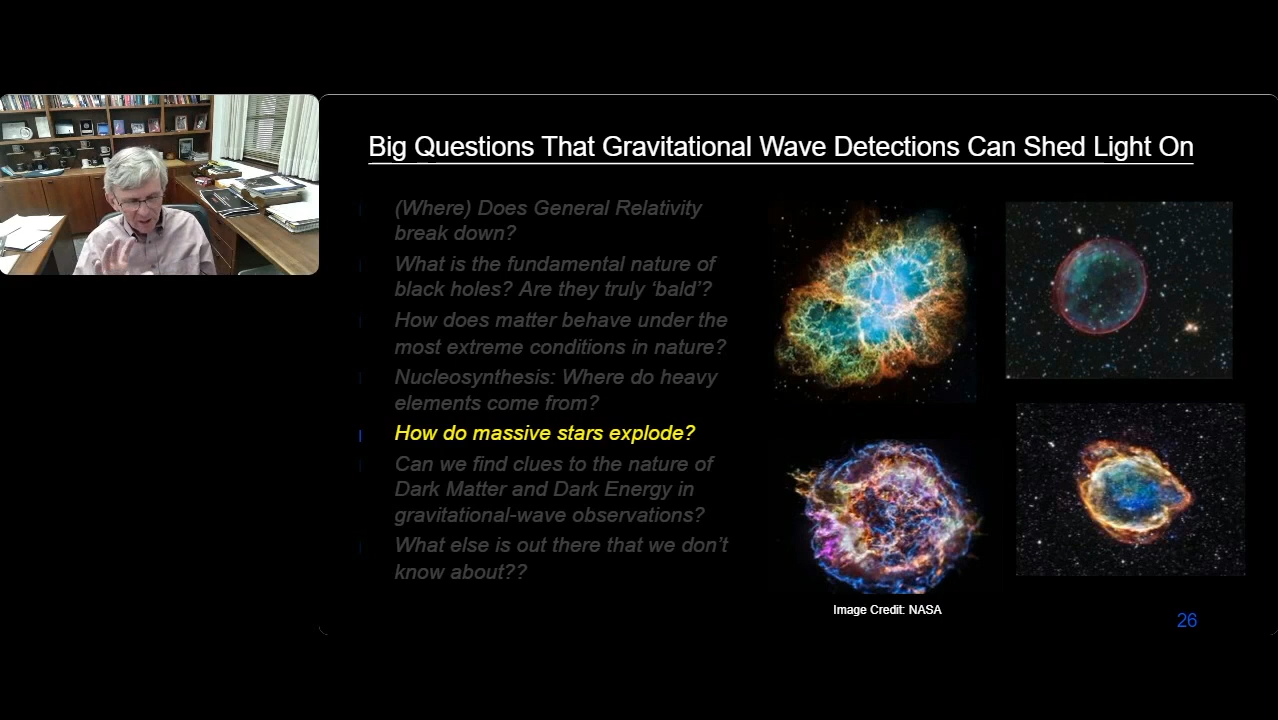 Big Questions That Gravitational Wave Detections Can Shed Light On
(Where) Does General Relativity
break down?
What is the fundamental nature of
black holes? Are they truly ‘bald’?
How does matter behave under the
most extreme conditions in nature?
Nucleosynthesis: Where do heavy
elements come from?
How do massive stars explode?
Can we find clues to the nature of
Dark Matter and Dark Energy in
gravitational-wave observations?
What else is out there that we don’t
know about??
Image Credit: NASA
26